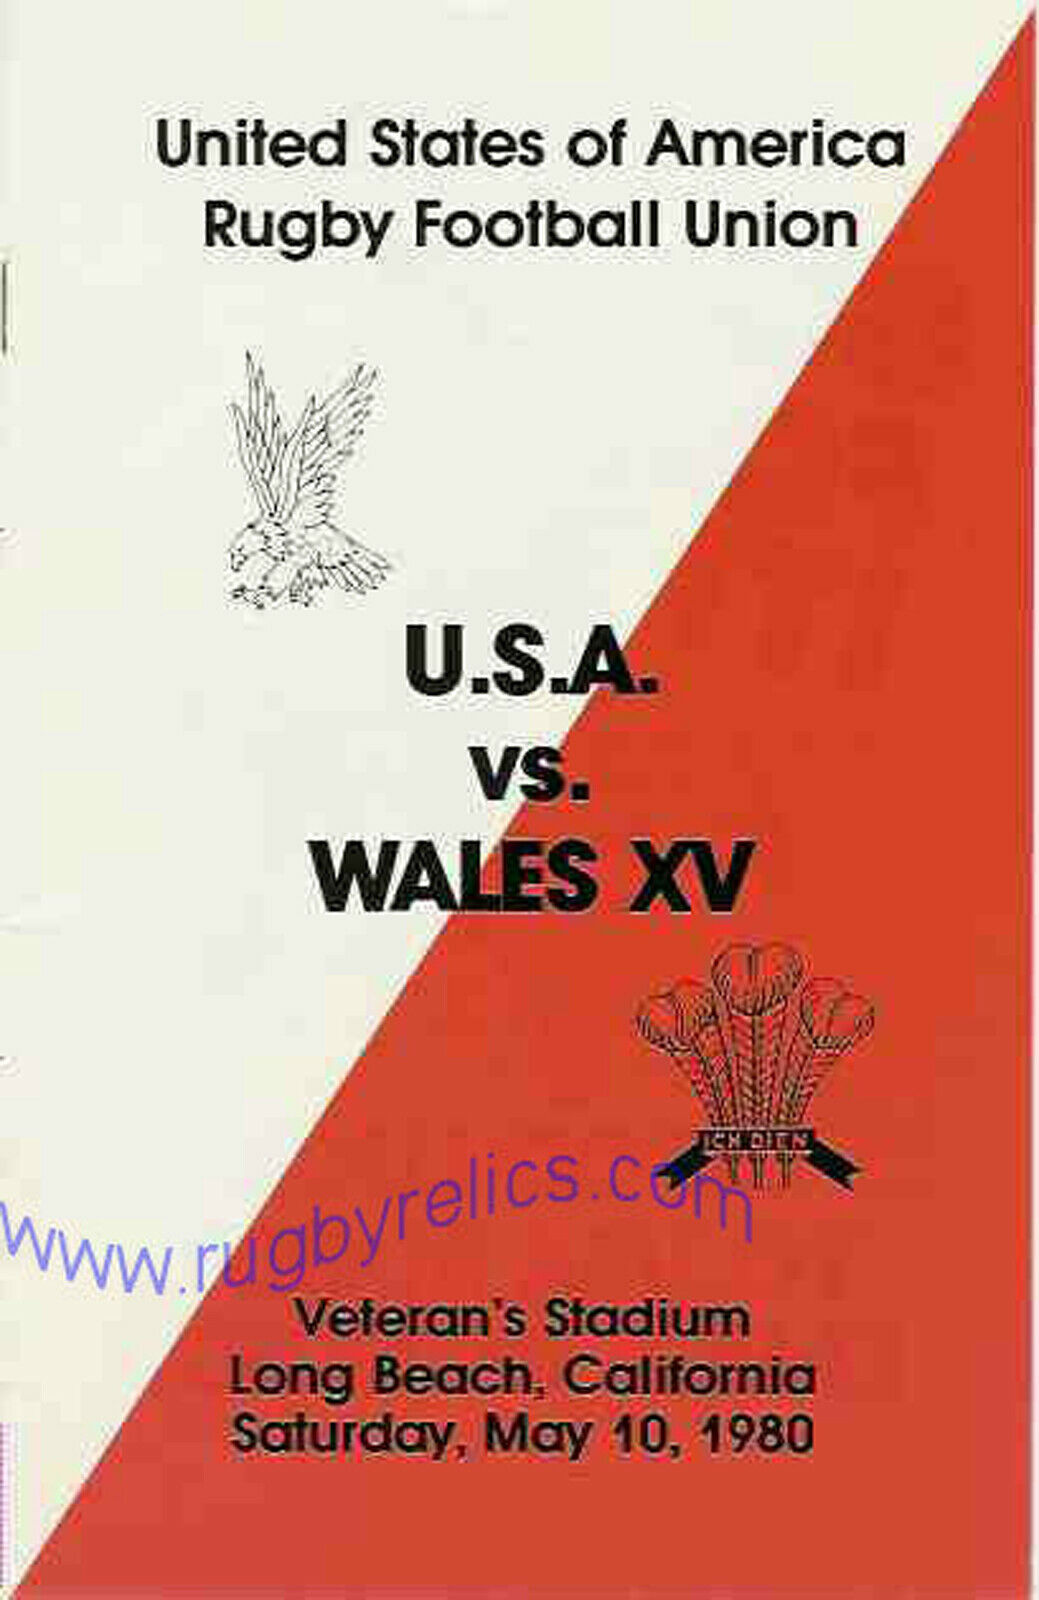 United States of America
Rugby Football Union
U.S.A.
vs.
WALES XV
ICH DIEN
www.rugbyrelics.com
Veteran's Stadium
Long Beach, California
Saturday, May 10, 1980